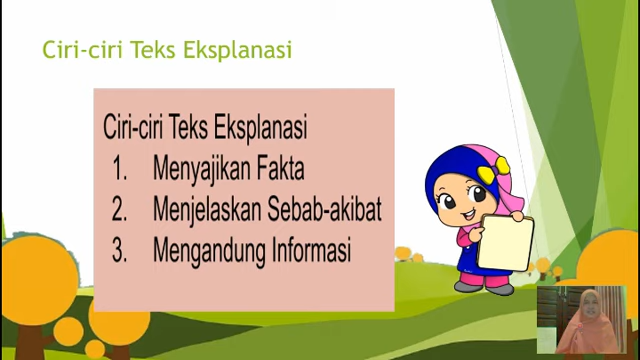 Ciri-ciri Teks Eksplanasi
Ciri-ciri Teks Eksplanasi
1. Menyajikan Fakta
2. Menjelaskan Sebab-akibat
3. Mengandung Informasi